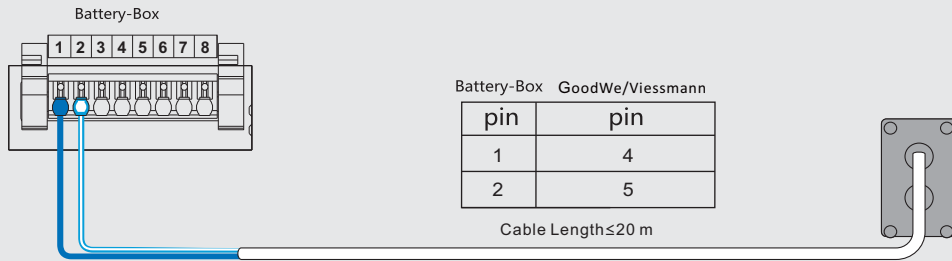 Battery-Box
1 2 3 4 5 6 7 8
Battery-Box GoodWe/Viessmann
pin pin
1 4
2 5
Cable Length≤20 m